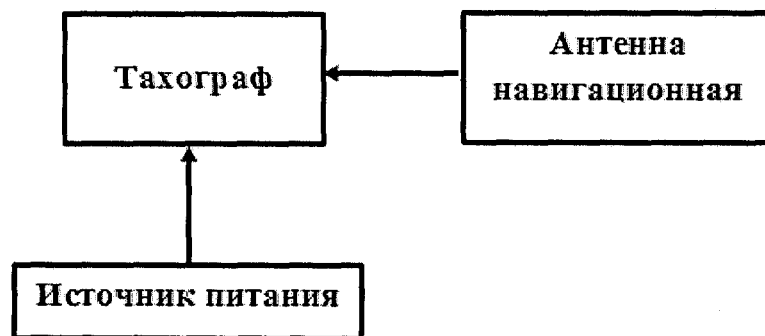 Тахограф
Антенна
навигационная
Источник питания